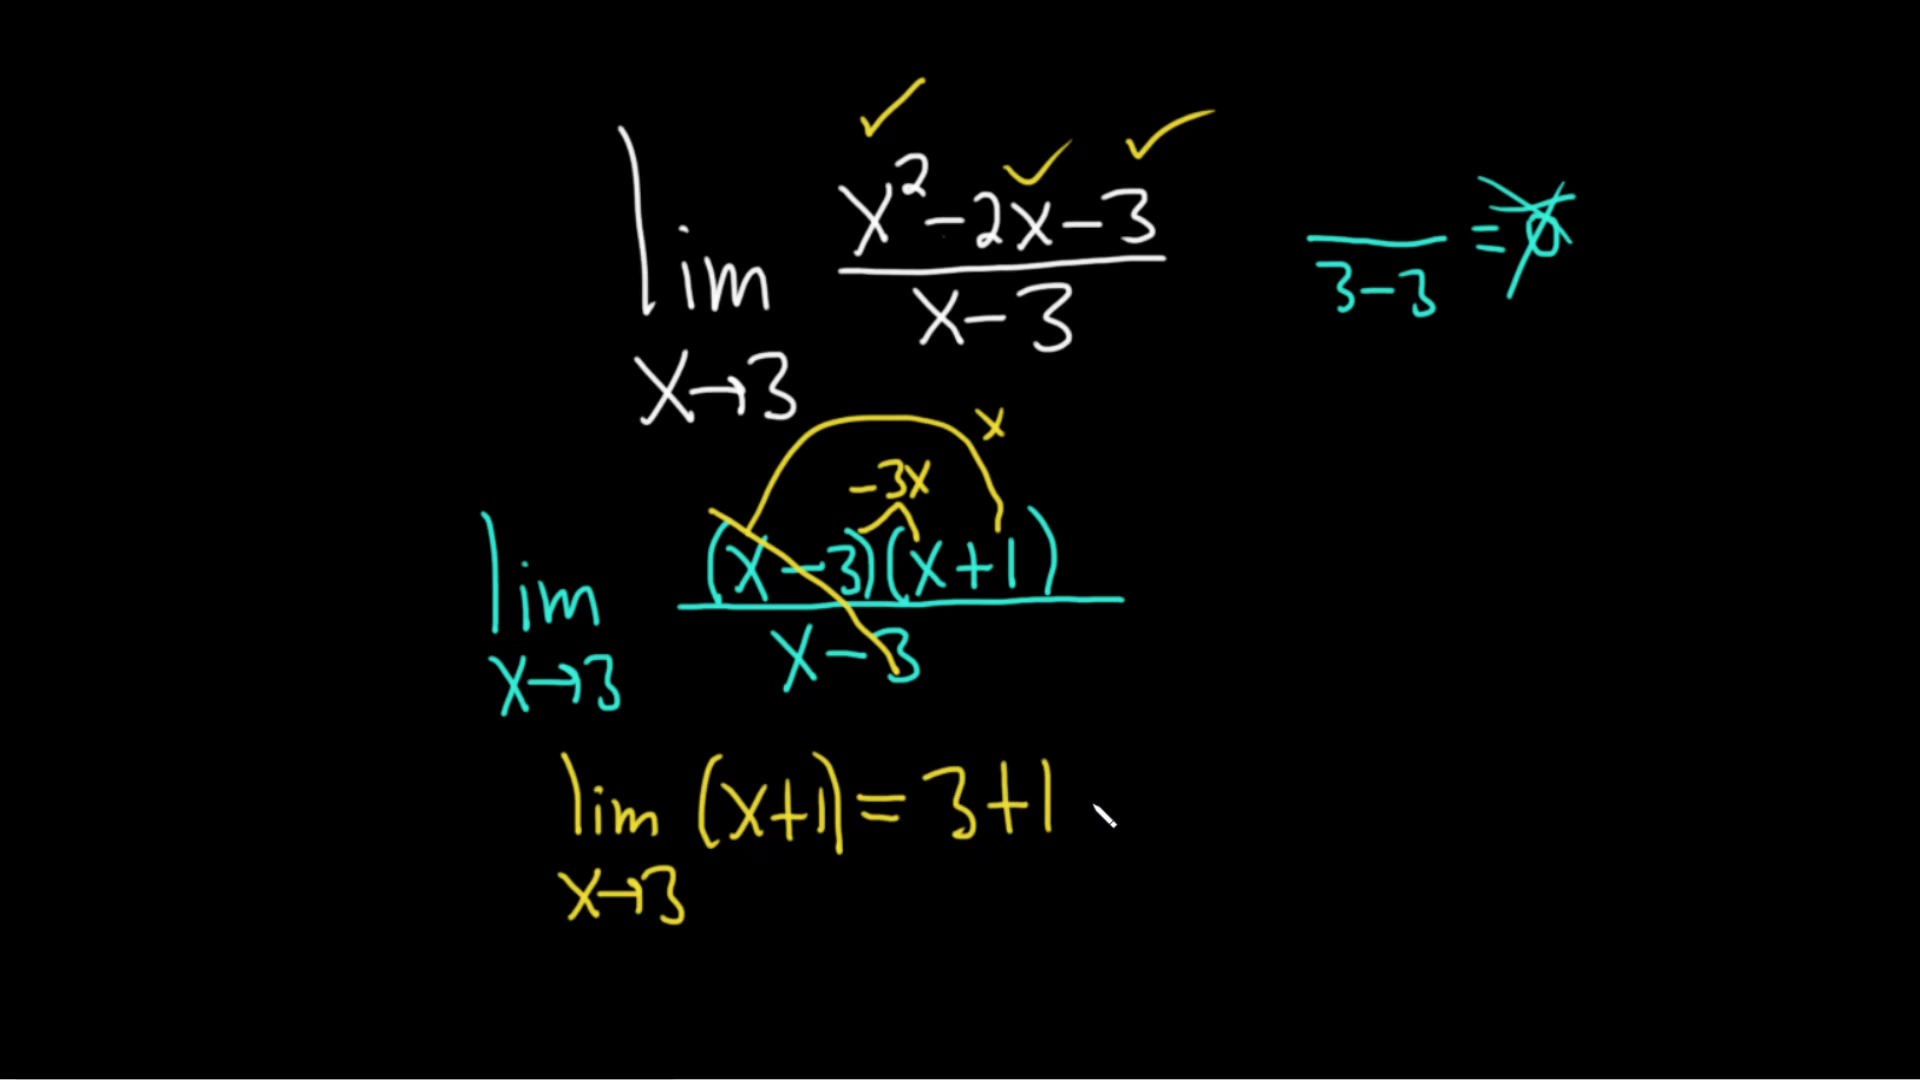 lim x→3 (x² - 2x - 3)/(x - 3)
/(3-3) = /0
x
-3x
lim x→3 ((x-3)(x+1))/(x-3)
lim x→3 (x+1) = 3+1